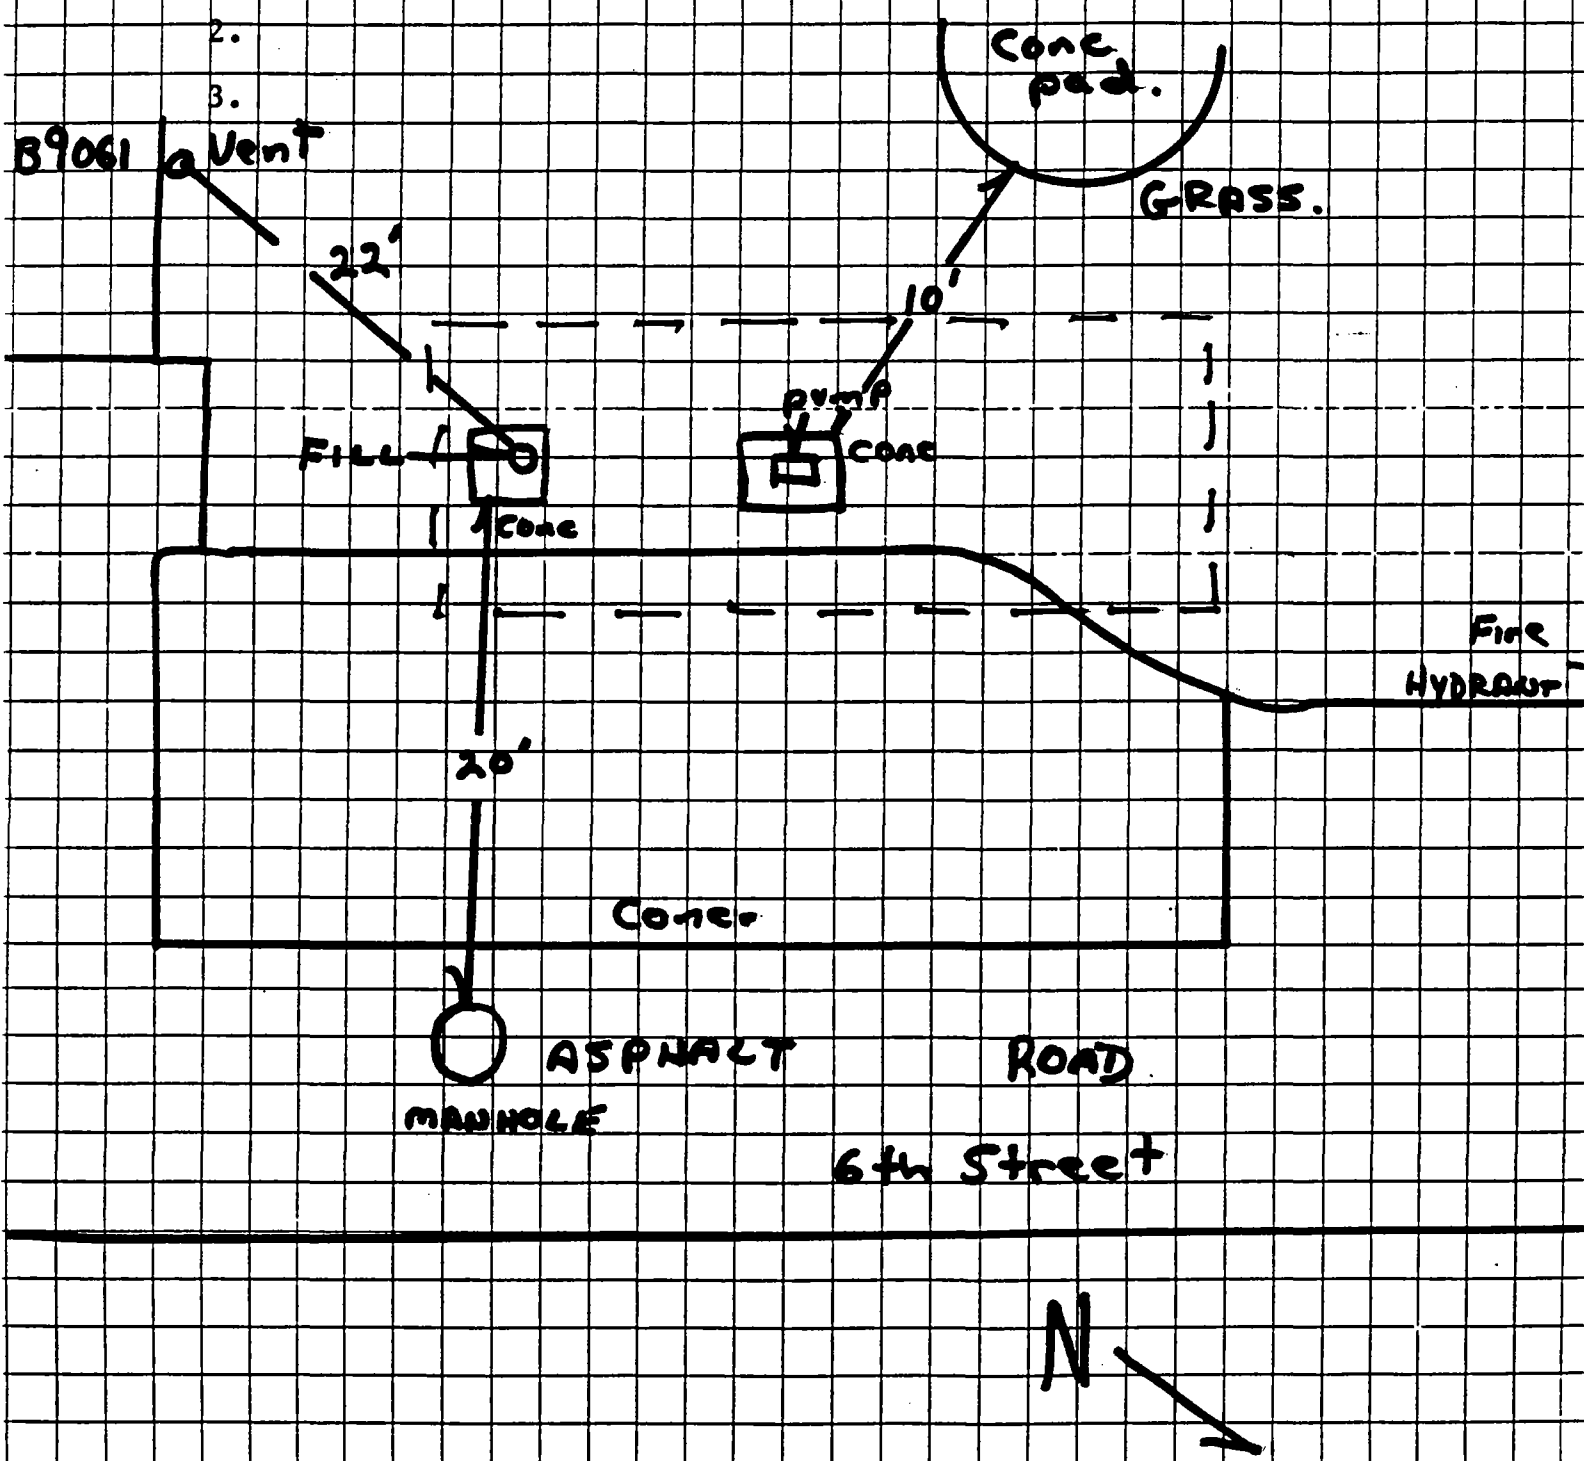 2.
Conc
pad.
3.
B9061
Vent
GRASS.
22'
10'
pump
FILL
conc
conc
Fire
HYDRANT
20'
Concr
ASPHALT
ROAD
MANHOLE
6th Street
N